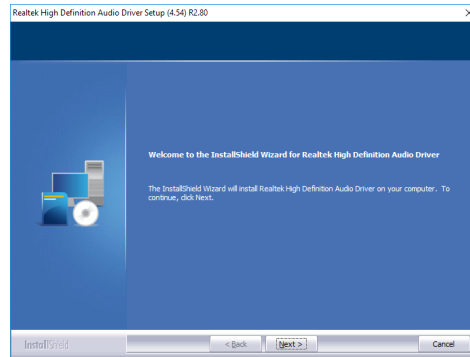 Realtek High Definition Audio Driver Setup (4.54) R2.80
Welcome to the InstallShield Wizard for Realtek High Definition Audio Driver
The InstallShield Wizard will install Realtek High Definition Audio Driver on your computer. To
continue, click Next.
InstallShield
< Back
Next >
Cancel